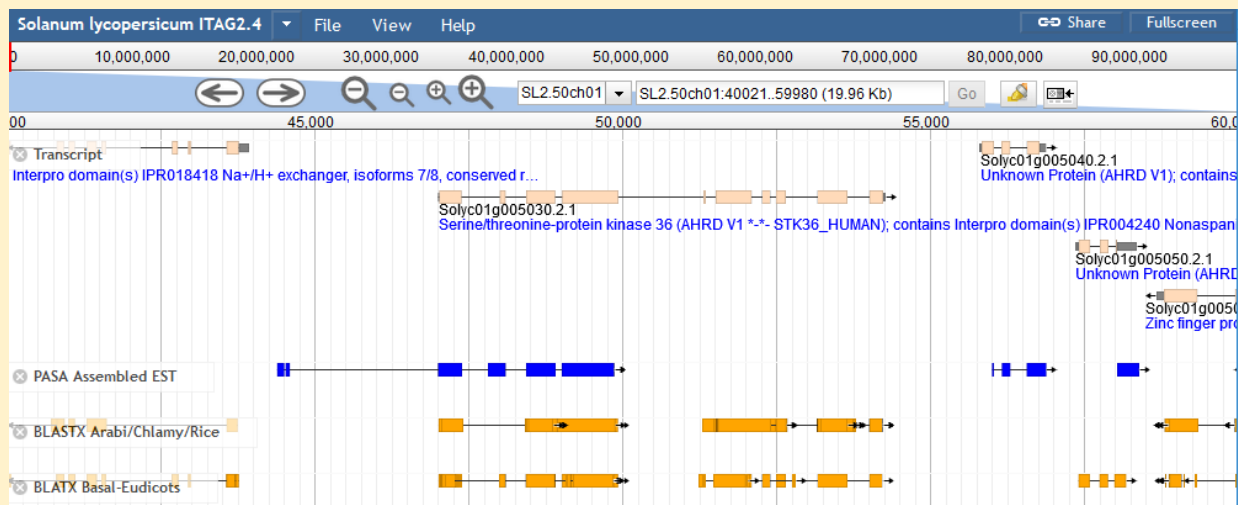 Solanum lycopersicum ITAG2.4 File View Help Share Fullscreen
0 10,000,000 20,000,000 30,000,000 40,000,000 50,000,000 60,000,000 70,000,000 80,000,000 90,000,000
SL2.50ch01 SL2.50ch01:40021..59980 (19.96 Kb) Go
00 45,000 50,000 55,000 60,0
Transcript
Solyc01g005040.2.1
Interpro domain(s) IPR018418 Na+/H+ exchanger, isoforms 7/8, conserved r... Unknown Protein (AHRD V1); contains
Solyc01g005030.2.1
Serine/threonine-protein kinase 36 (AHRD V1 *-*- STK36_HUMAN); contains Interpro domain(s) IPR004240 Nonaspan
Solyc01g005050.2.1
Unknown Protein (AHRD
Solyc01g0050
Zinc finger pro
PASA Assembled EST
BLASTX Arabi/Chlamy/Rice
BLATX Basal-Eudicots